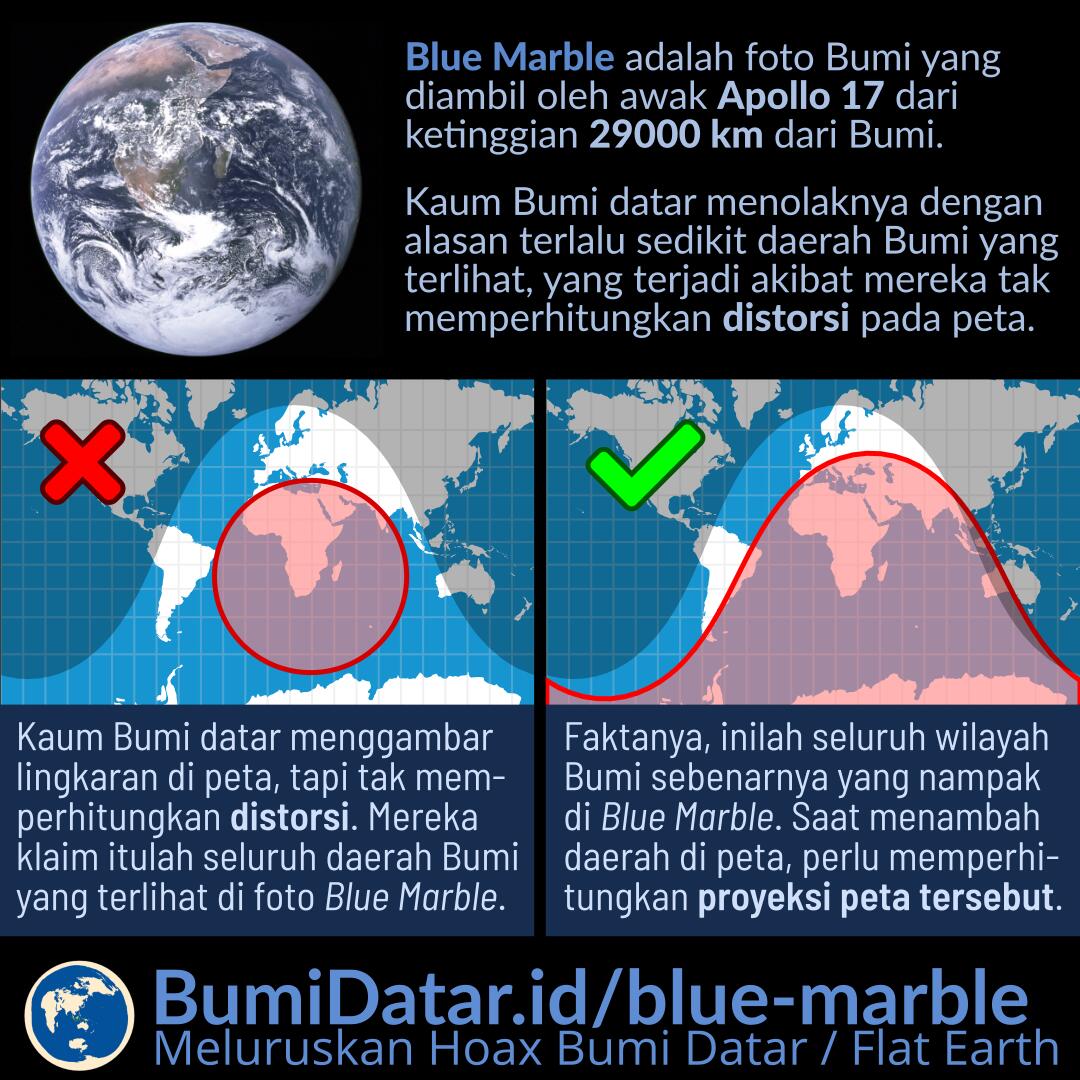 Blue Marble adalah foto Bumi yang
diambil oleh awak Apollo 17 dari
ketinggian 29000 km dari Bumi.
Kaum Bumi datar menolaknya dengan
alasan terlalu sedikit daerah Bumi yang
terlihat, yang terjadi akibat mereka tak
memperhitungkan distorsi pada peta.
Kaum Bumi datar menggambar
lingkaran di peta, tapi tak mem-
perhitungkan distorsi. Mereka
klaim itulah seluruh daerah Bumi
yang terlihat di foto Blue Marble.
Faktanya, inilah seluruh wilayah
Bumi sebenarnya yang nampak
di Blue Marble. Saat menambah
daerah di peta, perlu memperhi-
tungkan proyeksi peta tersebut.
BumiDatar.id/blue-marble
Meluruskan Hoax Bumi Datar / Flat Earth